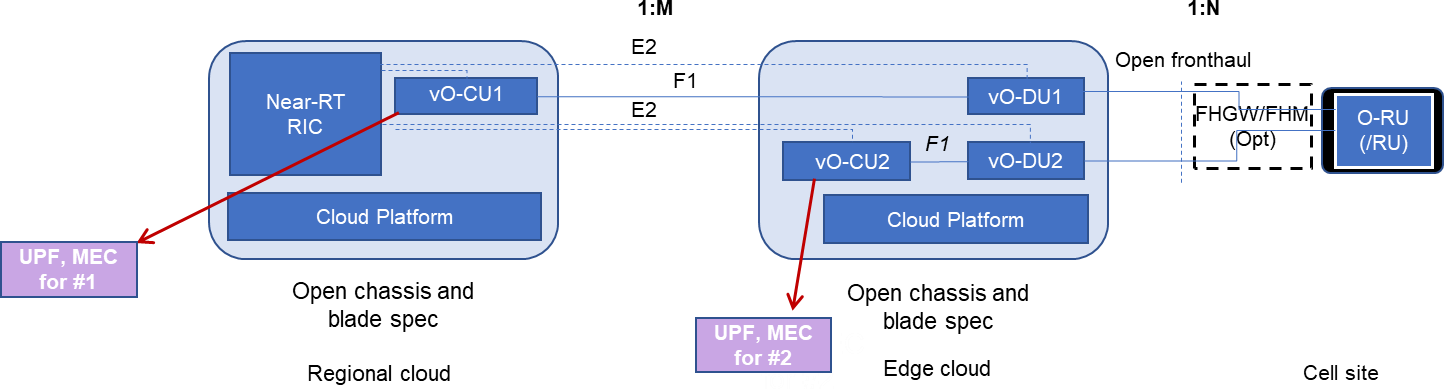 1:M
1:N
E2
Open fronthaul
F1
Near-RT
RIC
vO-CU1
vO-DU1
E2
FHGW/FHM
(Opt)
O-RU
(/RU)
F1
vO-CU2
vO-DU2
Cloud Platform
Cloud Platform
UPF, MEC
for #1
Open chassis and
blade spec
Open chassis and
blade spec
UPF, MEC
for #2
Regional cloud
Edge cloud
Cell site